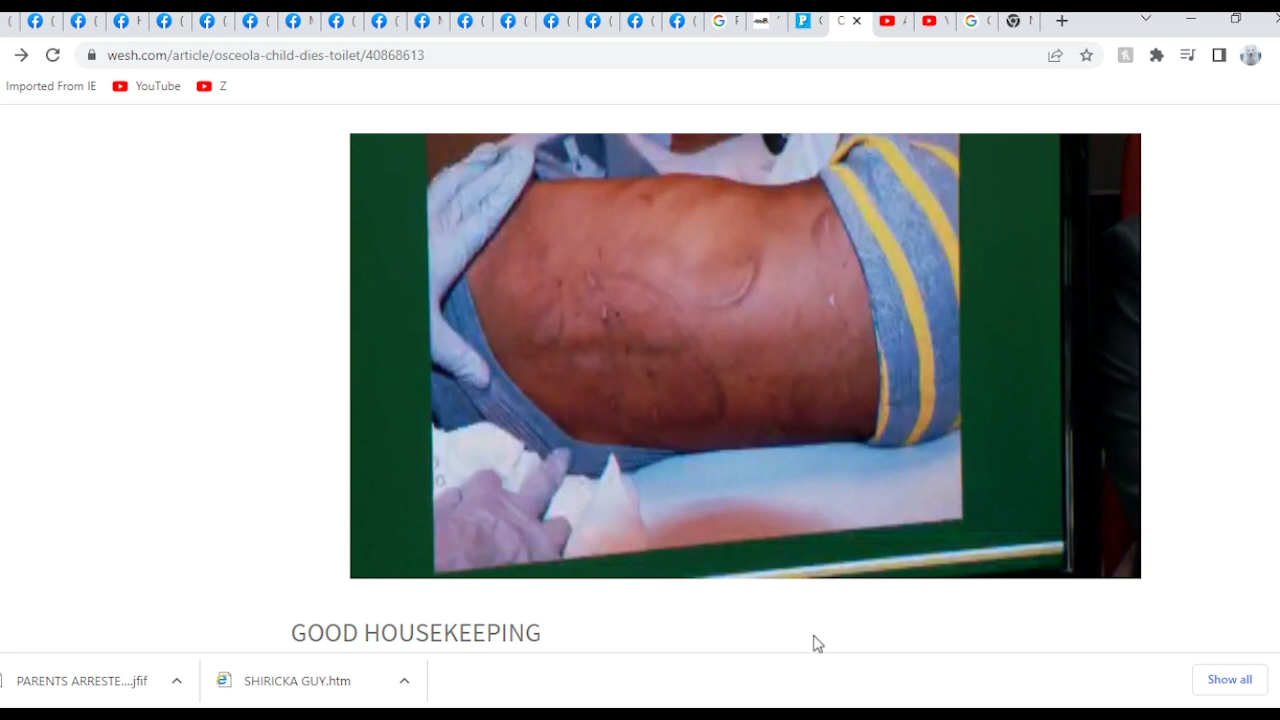 wesh.com/article/osceola-child-dies-toilet/40868613
Imported From IE YouTube Z
GOOD HOUSEKEEPING
PARENTS ARRESTE....jfif SHIRICKA GUY.htm Show all